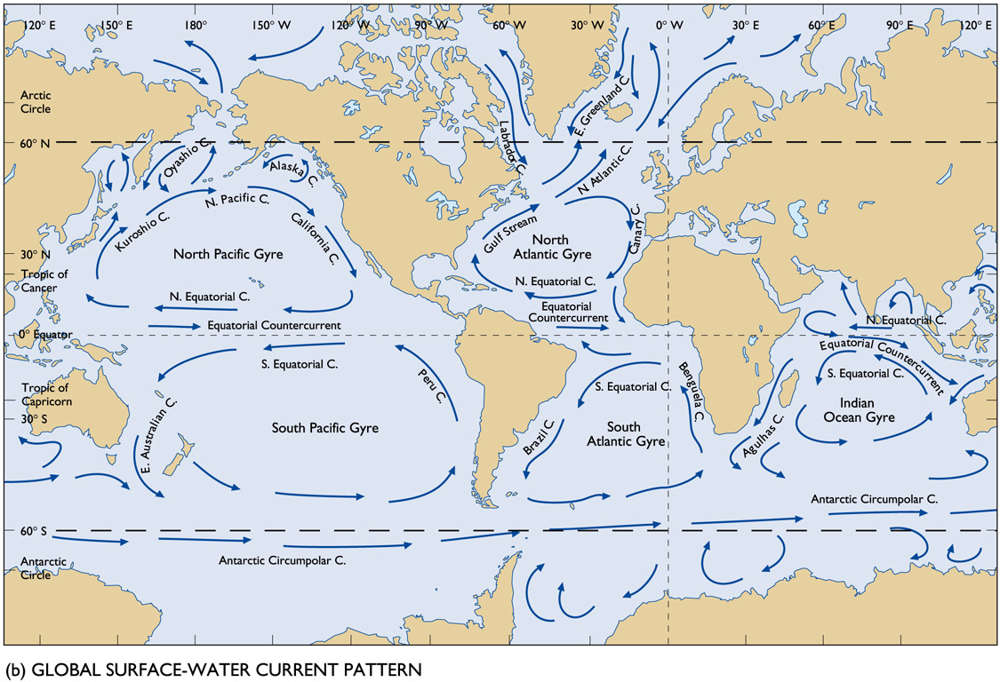 120° E 150° E 180° W 150° W 120° W 90° W 60° W 30° W 0° W 30° E 60° E 90° E 120° E
Arctic
Circle
60° N
30° N
Tropic of
Cancer
0° Equator
Tropic of
Capricorn
30° S
60° S
Antarctic
Circle
Oyashio C.
Alaska C.
Kuroshio C.
N. Pacific C.
California C.
North Pacific Gyre
N. Equatorial C.
Equatorial Countercurrent
S. Equatorial C.
Peru C.
E. Australian C.
South Pacific Gyre
Antarctic Circumpolar C.
Labrador C.
E. Greenland C.
N Atlantic C.
Gulf Stream
North
Atlantic Gyre
Canary C.
N. Equatorial C.
Equatorial
Countercurrent
S. Equatorial C.
Benguela C.
Brazil C.
South
Atlantic Gyre
Agulhas C.
N. Equatorial C.
Equatorial Countercurrent
S. Equatorial C.
Indian
Ocean Gyre
Antarctic Circumpolar C.
(b) GLOBAL SURFACE-WATER CURRENT PATTERN